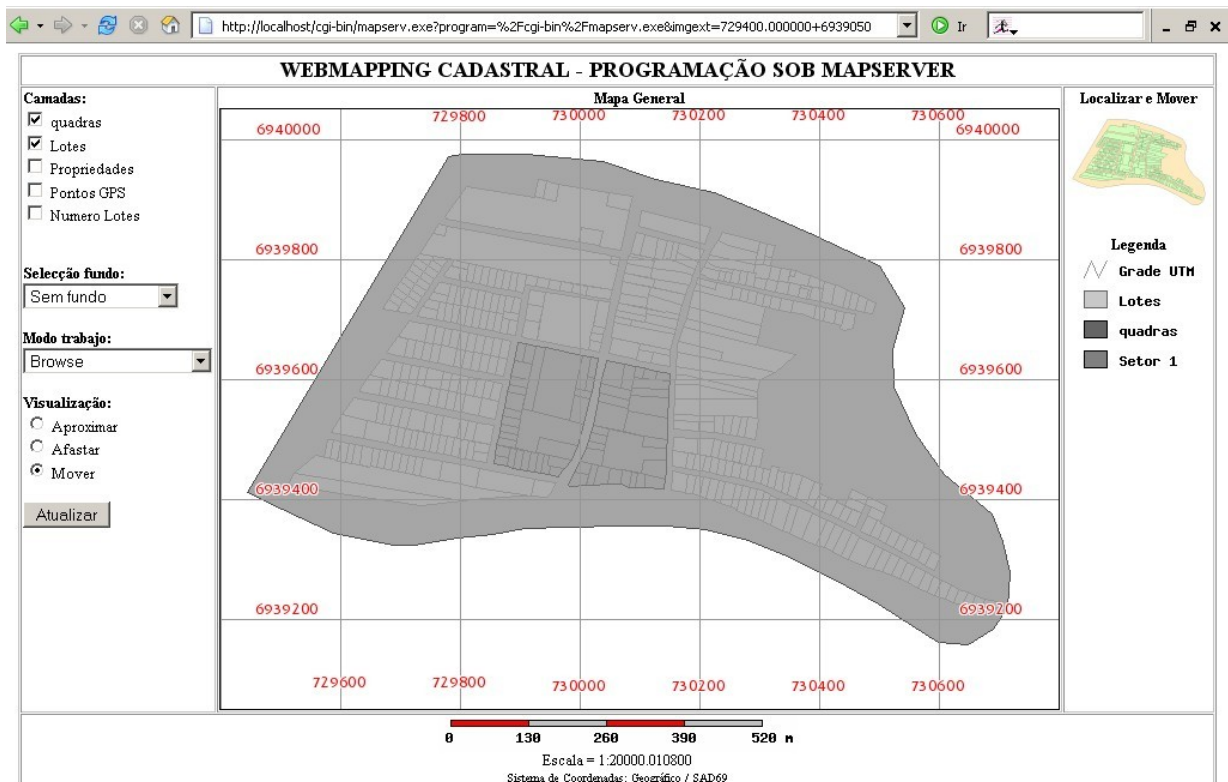 http://localhost/cgi-bin/mapserv.exe?program=%2Fcgi-bin%2Fmapserv.exe&imgext=729400.000000+6939050
Ir
WEBMAPPING CADASTRAL - PROGRAMAÇÃO SOB MAPSERVER
Camadas:
quadras
Lotes
Propriedades
Pontos GPS
Numero Lotes
Selecção fundo:
Sem fundo
Modo trabajo:
Browse
Visualização:
Aproximar
Afastar
Mover
Atualizar
Mapa General
729800 730000 730200 730400 730600
6940000 6940000
6939800 6939800
6939600 6939600
6939400 6939400
6939200 6939200
729600 729800 730000 730200 730400 730600
Localizar e Mover
Legenda
Grade UTM
Lotes
quadras
Setor 1
0 130 260 390 520 m
Escala = 1:20000.010800
Sistema de Coordenadas: Geográfico / SAD69